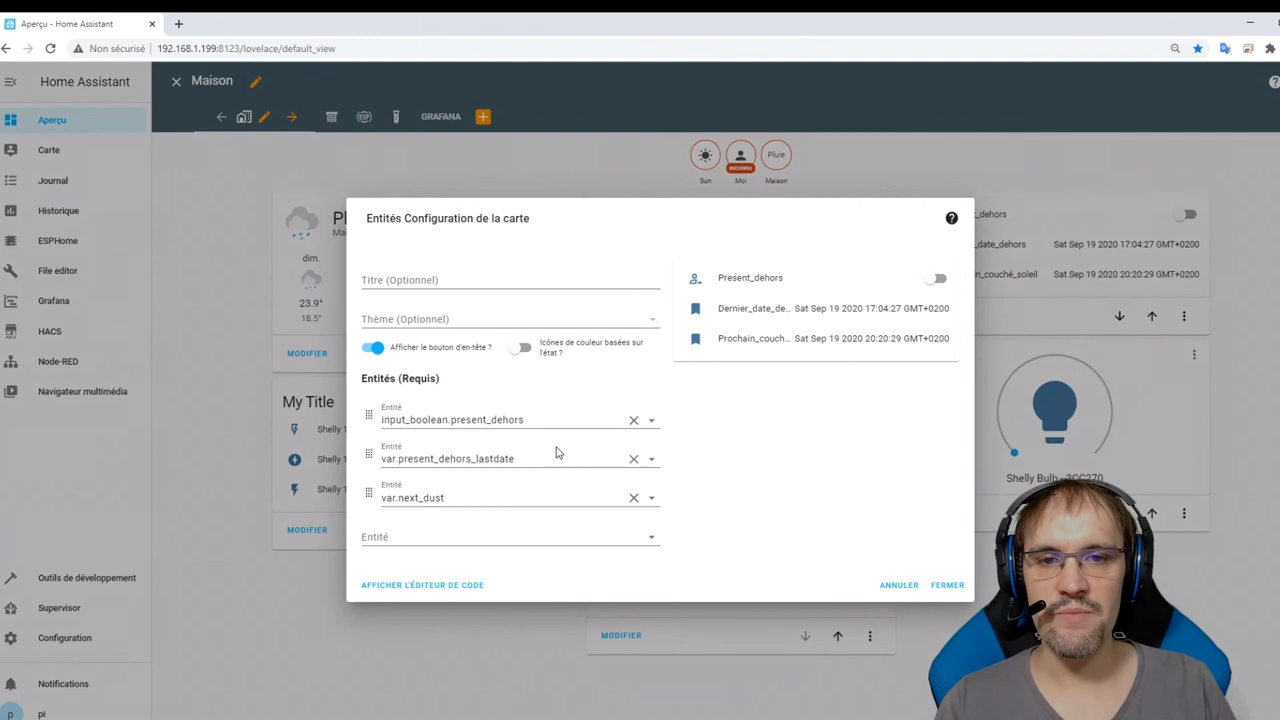 Aperçu - Home Assistant
Non sécurisé
192.168.1.199:8123/lovelace/default_view
Home Assistant
Maison
GRAFANA
Aperçu
Carte
Journal
Historique
ESPHome
File editor
Grafana
HACS
Node-RED
Navigateur multimédia
Outils de développement
Supervisor
Configuration
Notifications
p
pi
Pluie
INCONNU
Sun
Moi
Maison
dim.
23.9°
18.5°
MODIFIER
My Title
Shelly 1
Shelly 1
Shelly 1
MODIFIER
Entités Configuration de la carte
Titre (Optionnel)
Thème (Optionnel)
Afficher le bouton d'en-tête ?
Icônes de couleur basées sur
l'état ?
Entités (Requis)
Entité
input_boolean.present_dehors
Entité
var.present_dehors_lastdate
Entité
var.next_dust
Entité
AFFICHER L'ÉDITEUR DE CODE
ANNULER
FERMER
Present_dehors
Dernier_date_de... Sat Sep 19 2020 17:04:27 GMT+0200
Prochain_couch... Sat Sep 19 2020 20:20:29 GMT+0200
_dehors
_date_dehors Sat Sep 19 2020 17:04:27 GMT+0200
_couché_soleil Sat Sep 19 2020 20:20:29 GMT+0200
MODIFIER